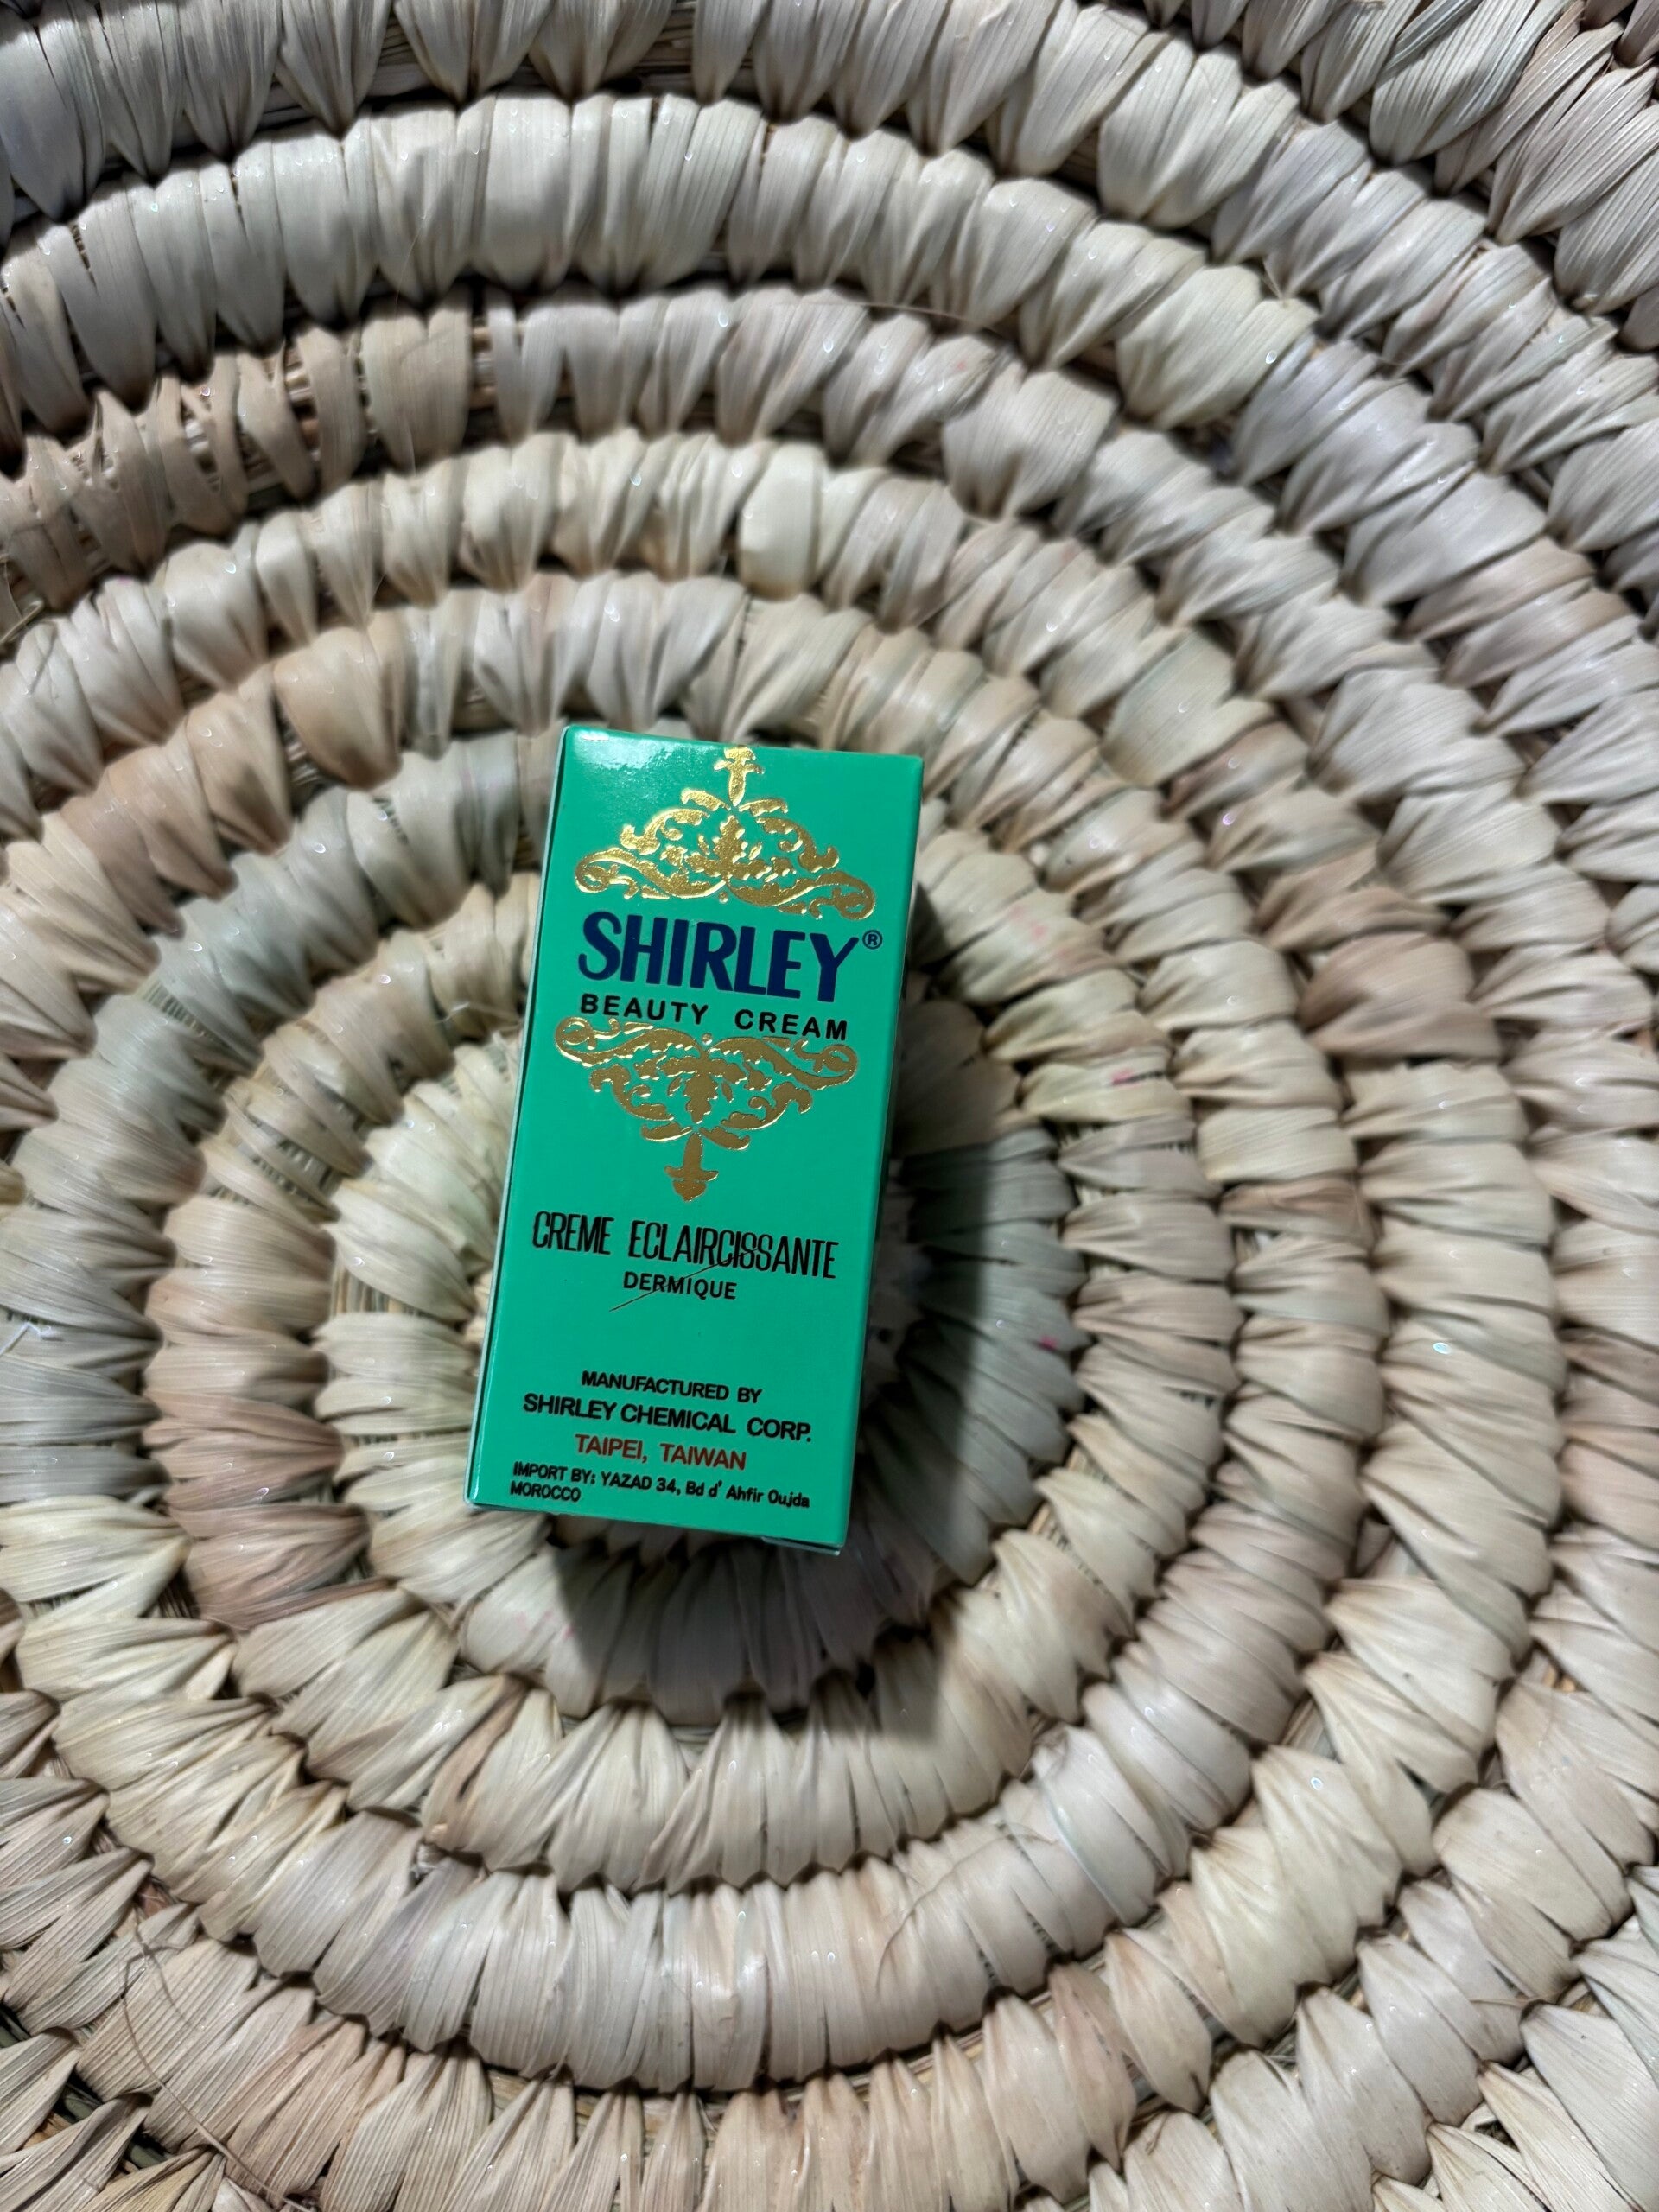 SHIRLEY®
BEAUTY CREAM
CREME ECLAIRCISSANTE
DERMIQUE
MANUFACTURED BY
SHIRLEY CHEMICAL CORP.
TAIPEI, TAIWAN
IMPORT BY: YAZAD 34, Bd d' Ahfir Oujda
MOROCCO